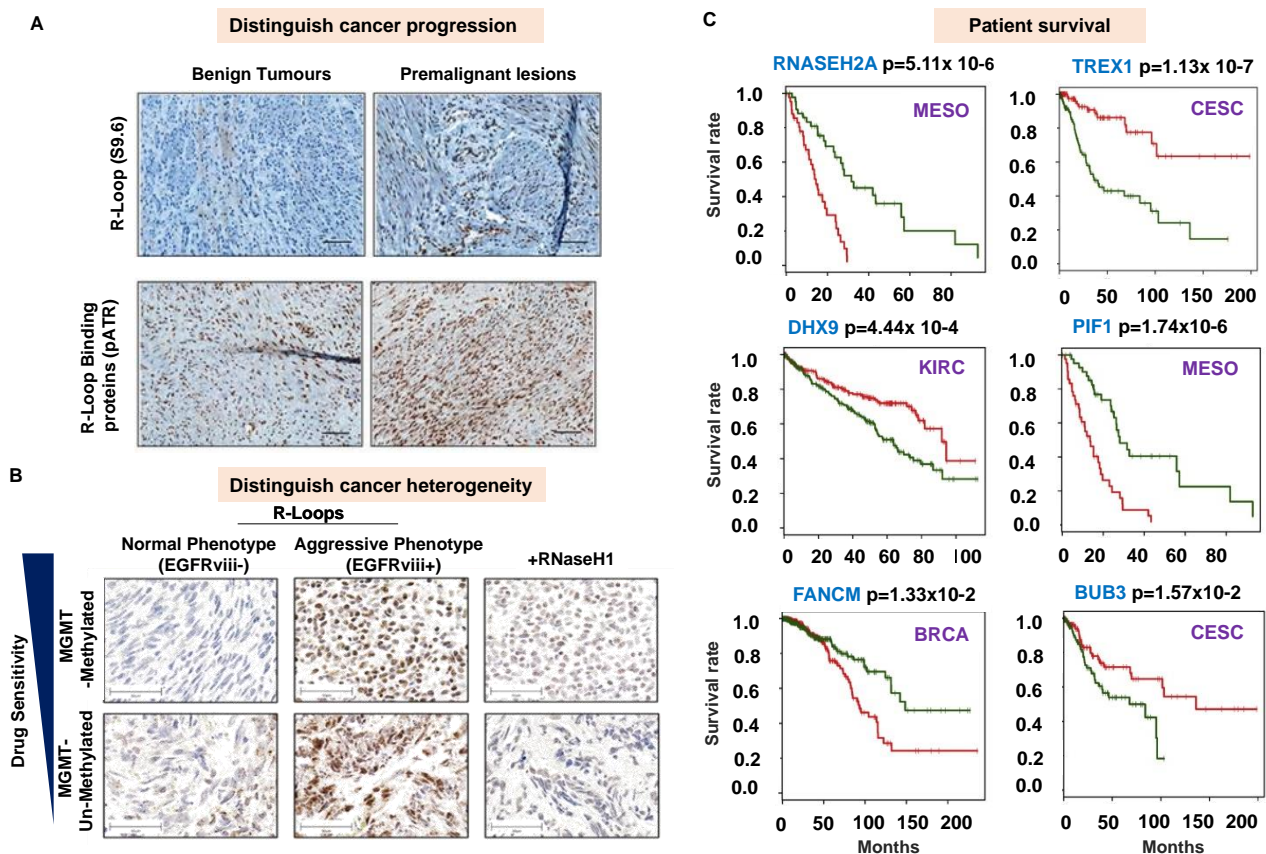 A
Distinguish cancer progression
Benign Tumours
Premalignant lesions
R-Loop (S9.6)
R-Loop Binding
proteins (pATR)
B
Distinguish cancer heterogeneity
R-Loops
Normal Phenotype
(EGFRviii-)
Aggressive Phenotype
(EGFRviii+)
+RNaseH1
Drug Sensitivity
MGMT
-Methylated
MGMT-
Un-Methylated
C
Patient survival
RNASEH2A p=5.11x 10-6
MESO
Survival rate
1.0
0.8
0.6
0.4
0.2
0.0
0 20 40 60 80
TREX1 p=1.13x 10-7
CESC
1.0
0.8
0.6
0.4
0.2
0.0
0 50 100 150 200
DHX9 p=4.44x 10-4
KIRC
Survival rate
1.0
0.8
0.6
0.4
0.2
0.0
0 20 40 60 80 100
PIF1 p=1.74x10-6
MESO
1.0
0.8
0.6
0.4
0.2
0.0
0 20 40 60 80
FANCM p=1.33x10-2
BRCA
Survival rate
1.0
0.8
0.6
0.4
0.2
0.0
0 50 100 150 200
Months
BUB3 p=1.57x10-2
CESC
1.0
0.8
0.6
0.4
0.2
0.0
0 50 100 150 200
Months